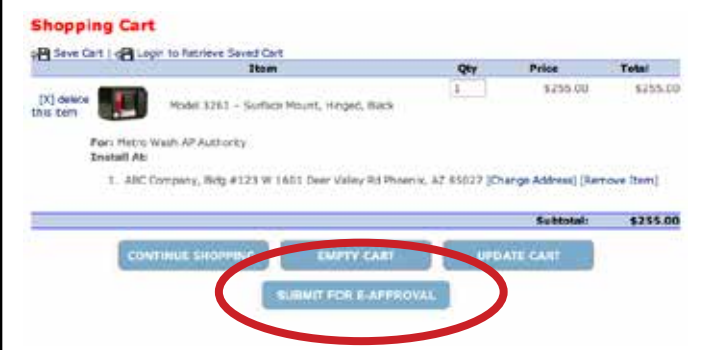 Shopping Cart
Save Cart | Login to Retrieve Saved Cart
Item Qty Price Total
[X] delete this item Model 3261 - Surface Mount, Hinged, Black 1 $255.00 $255.00
For: Metro Wash AP Authority
Install At:
1. ABC Company, Bldg #123 W 1601 Deer Valley Rd Phoenix, AZ 85027 [Change Address] [Remove Item]
Subtotal: $255.00
CONTINUE SHOPPING EMPTY CART UPDATE CART
SUBMIT FOR E-APPROVAL